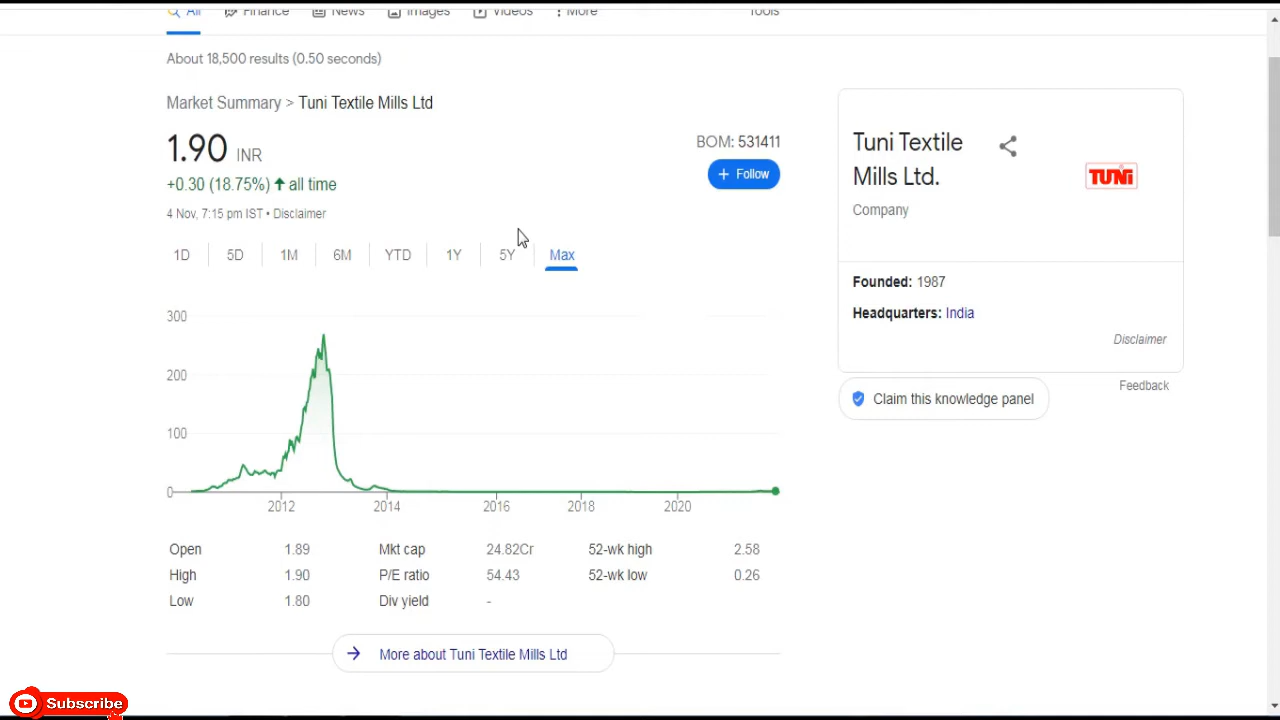 All Finance News Images Videos More Tools
About 18,500 results (0.50 seconds)
Market Summary > Tuni Textile Mills Ltd
1.90 INR
BOM: 531411
+0.30 (18.75%) ↑ all time
+ Follow
4 Nov, 7:15 pm IST • Disclaimer
1D 5D 1M 6M YTD 1Y 5Y Max
300
200
100
0
2012 2014 2016 2018 2020
Open 1.89 Mkt cap 24.82Cr 52-wk high 2.58
High 1.90 P/E ratio 54.43 52-wk low 0.26
Low 1.80 Div yield -
More about Tuni Textile Mills Ltd
Tuni Textile
Mills Ltd.
TUNi
Company
Founded: 1987
Headquarters: India
Disclaimer
Feedback
Claim this knowledge panel
Subscribe